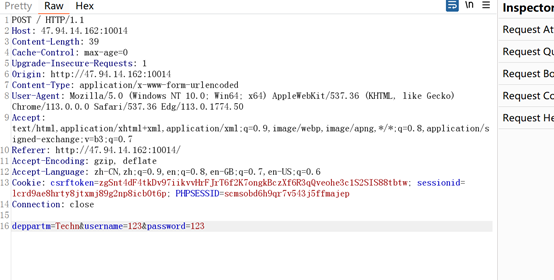 Pretty Raw Hex
\n
Inspector
Request At
Request Qu
Request Bo
Request Co
Request He
1 POST / HTTP/1.1
2 Host: 47.94.14.162:10014
3 Content-Length: 39
4 Cache-Control: max-age=0
5 Upgrade-Insecure-Requests: 1
6 Origin: http://47.94.14.162:10014
7 Content-Type: application/x-www-form-urlencoded
8 User-Agent: Mozilla/5.0 (Windows NT 10.0; Win64; x64) AppleWebKit/537.36 (KHTML, like Gecko)
Chrome/113.0.0.0 Safari/537.36 Edg/113.0.1774.50
9 Accept:
text/html,application/xhtml+xml,application/xml;q=0.9,image/webp,image/apng,*/*;q=0.8,application/s
igned-exchange;v=b3;q=0.7
10 Referer: http://47.94.14.162:10014/
11 Accept-Encoding: gzip, deflate
12 Accept-Language: zh-CN,zh;q=0.9,en;q=0.8,en-GB;q=0.7,en-US;q=0.6
13 Cookie: csrftoken=zgSnt4dF4tkDv97iikvvHrFJrT6f2K7ongkBczXf6R3qQveohe3c1S2SIS88tbtw; sessionid=
lcrd9ae8hrty8jtxmj89g2np8icb0t6p; PHPSESSID=scmsobd6h9qr7v543j5ffmajep
14 Connection: close
15
16 deppartm=Techn&username=123&password=123